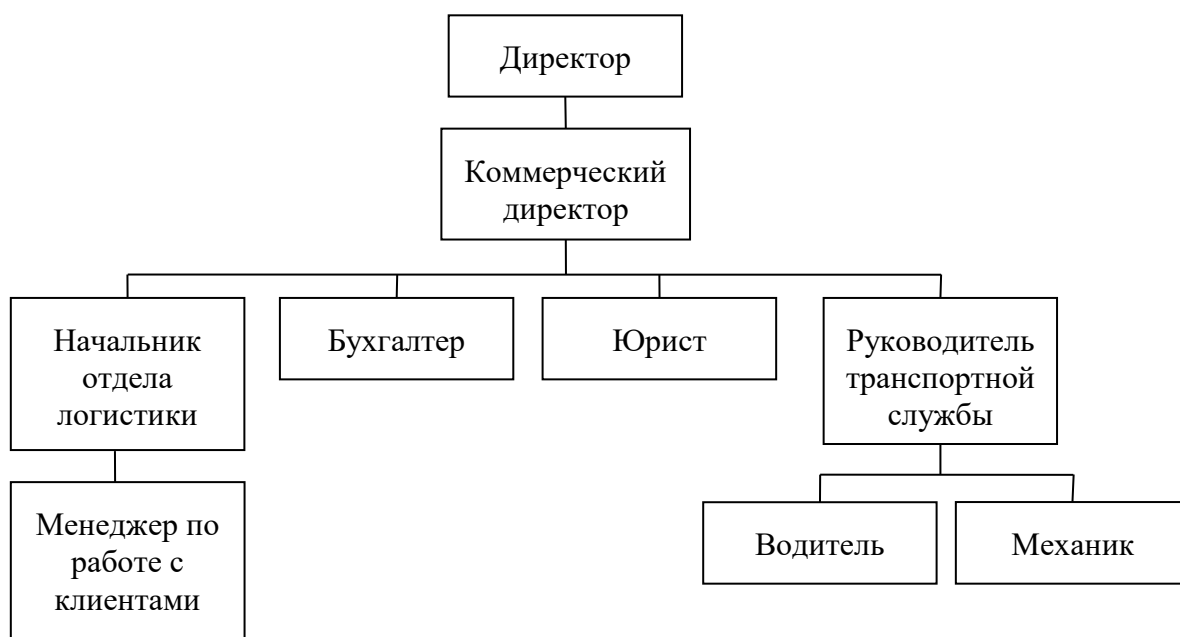 Директор
Коммерческий
директор
Начальник
отдела
логистики
Бухгалтер
Юрист
Руководитель
транспортной
службы
Менеджер по
работе с
клиентами
Водитель
Механик